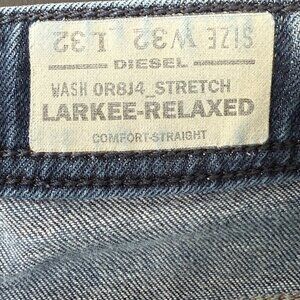 SIZE W32 L32
DIESEL
WASH 0R8J4_STRETCH
LARKEE-RELAXED
COMFORT-STRAIGHT